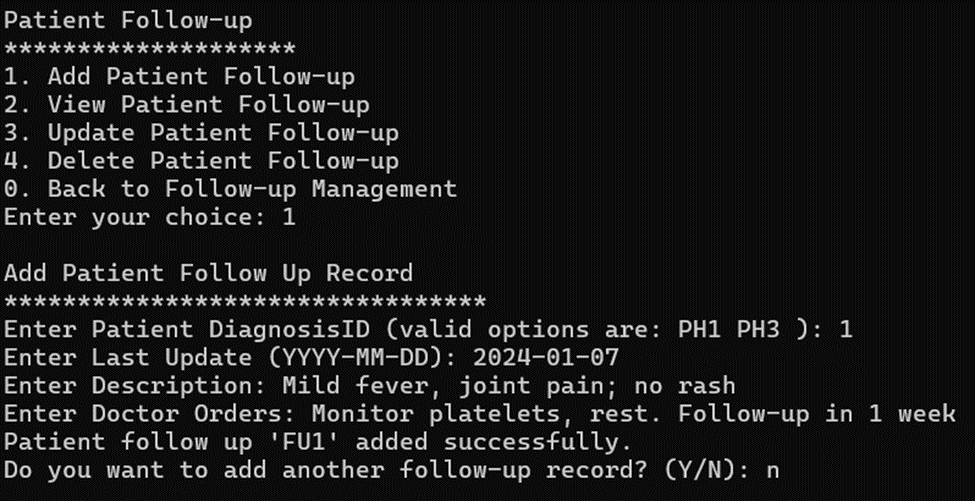 Patient Follow-up
********************
1. Add Patient Follow-up
2. View Patient Follow-up
3. Update Patient Follow-up
4. Delete Patient Follow-up
0. Back to Follow-up Management
Enter your choice: 1
Add Patient Follow Up Record
*********************************
Enter Patient DiagnosisID (valid options are: PH1 PH3 ): 1
Enter Last Update (YYYY-MM-DD): 2024-01-07
Enter Description: Mild fever, joint pain; no rash
Enter Doctor Orders: Monitor platelets, rest. Follow-up in 1 week
Patient follow up 'FU1' added successfully.
Do you want to add another follow-up record? (Y/N): n